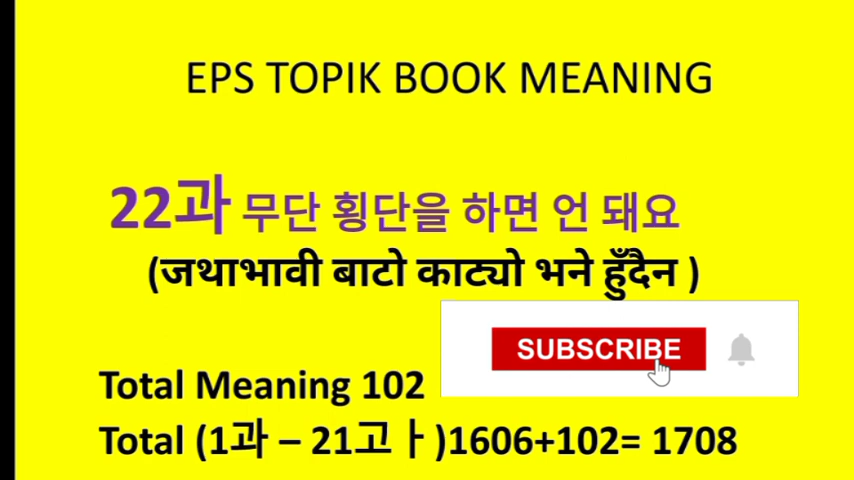 EPS TOPIK BOOK MEANING
22과 무단 횡단을 하면 언 돼요
(जथाभावी बाटो काट्यो भने हुँदैन )
SUBSCRIBE
Total Meaning 102
Total (1과 – 21고ㅏ)1606+102= 1708